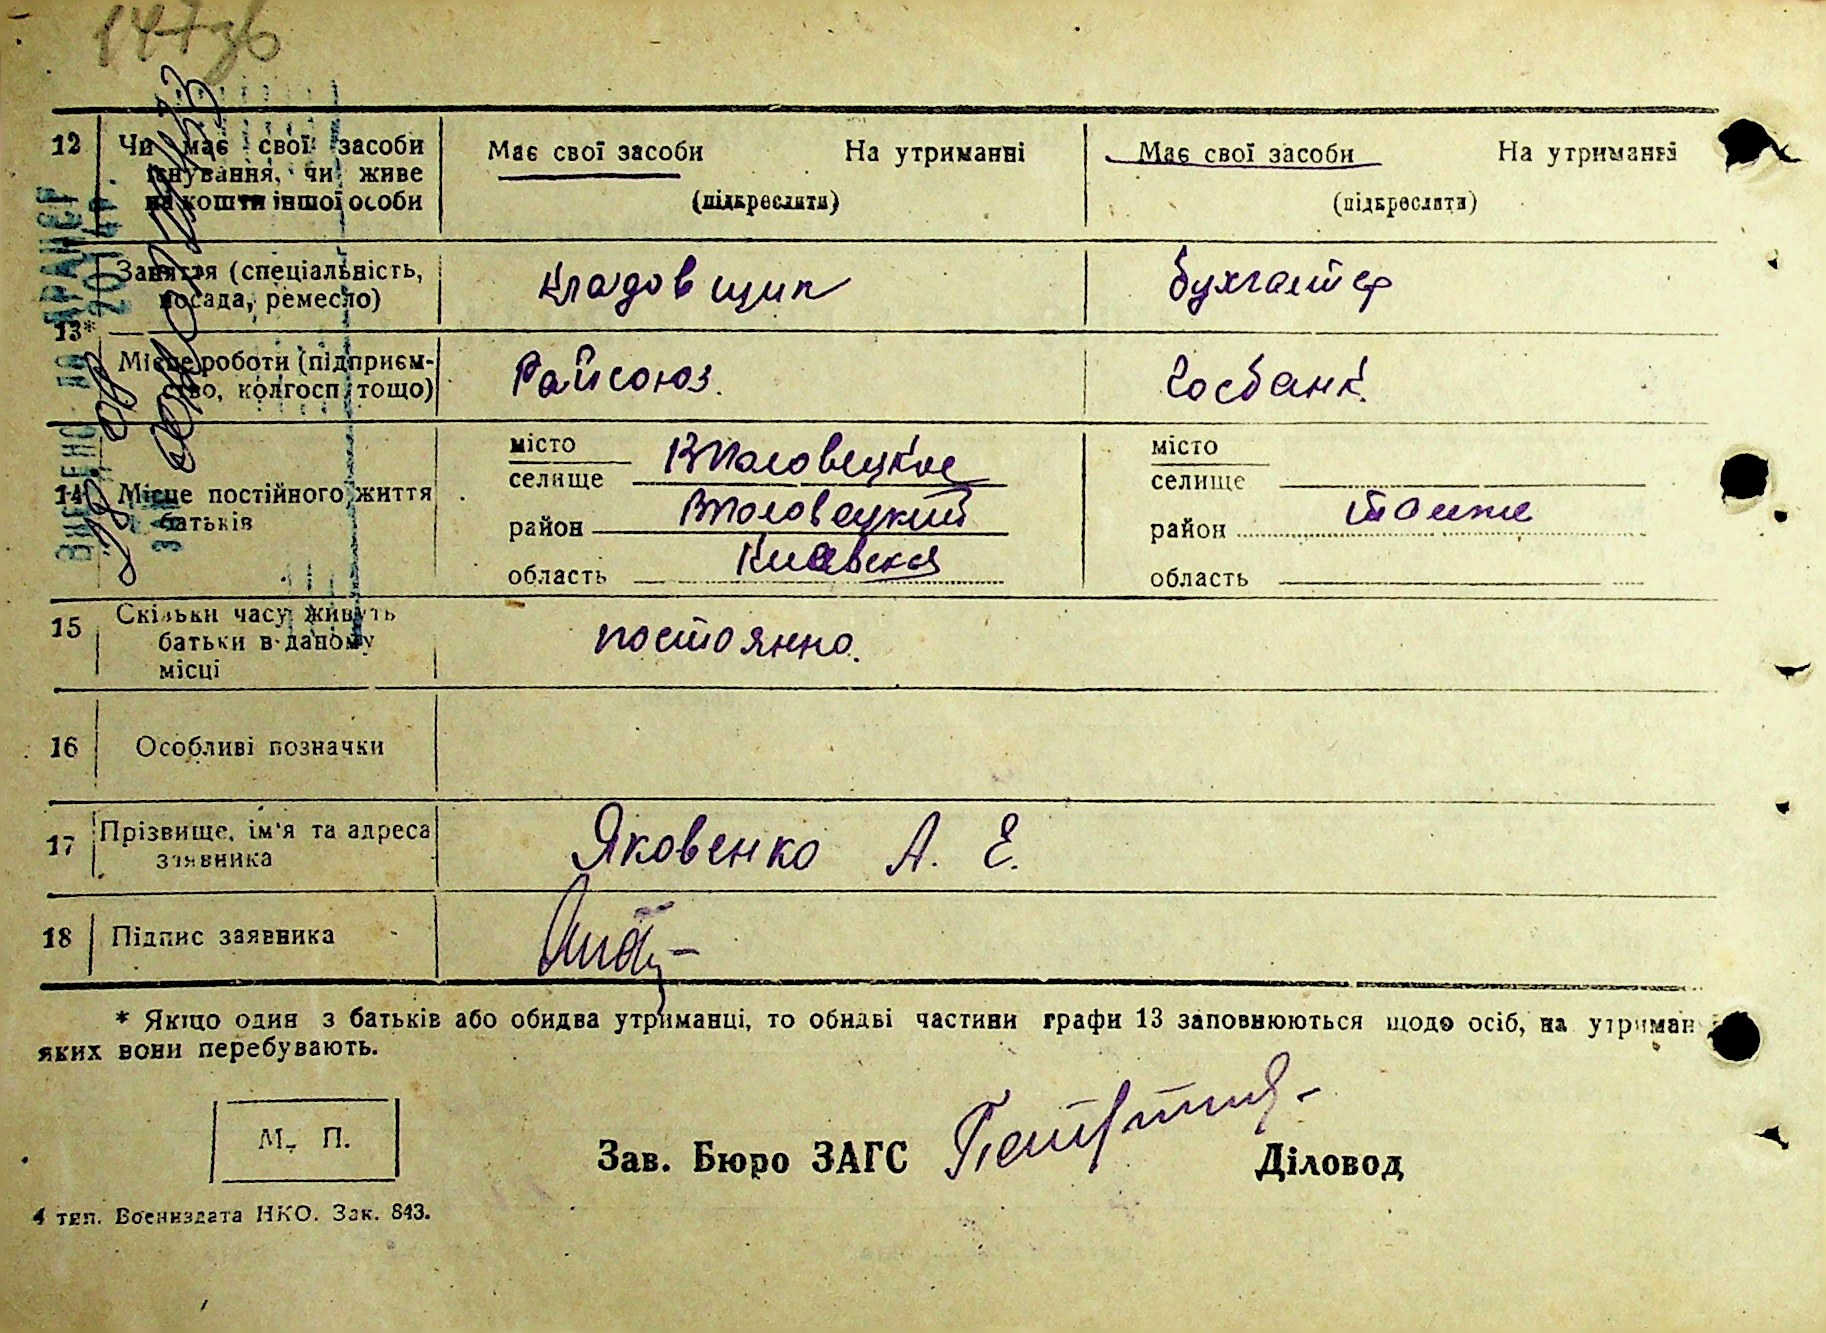 147зв
12 Чи має свої засоби існування, чи живе на кошти іншої особи
Має свої засоби На утриманні
(підкреслити)
Має свої засоби На утриманні
(підкреслити)
13*
Заняття (спеціальність, посада, ремесло)
Кладовщик
бухгалтер
Місце роботи (підприємство, колгосп тощо)
Райсоюз.
Госбанк.
14 Місце постійного життя батьків
місто
селище
район
область Киевская
місто
селище
район также
область
15 Скільки часу живуть батьки в даному місці
постоянно.
16 Особливі позначки
17 Прізвище, ім'я та адреса заявника
Яковенко А. Е.
18 Підпис заявника
* Якщо один з батьків або обидва утриманці, то обидві частини графи 13 заповнюються щодо осіб, на утриман
яких вони перебувають.
М. П.
Зав. Бюро ЗАГС
Діловод
4 тип. Воениздата НКО. Зак. 843.